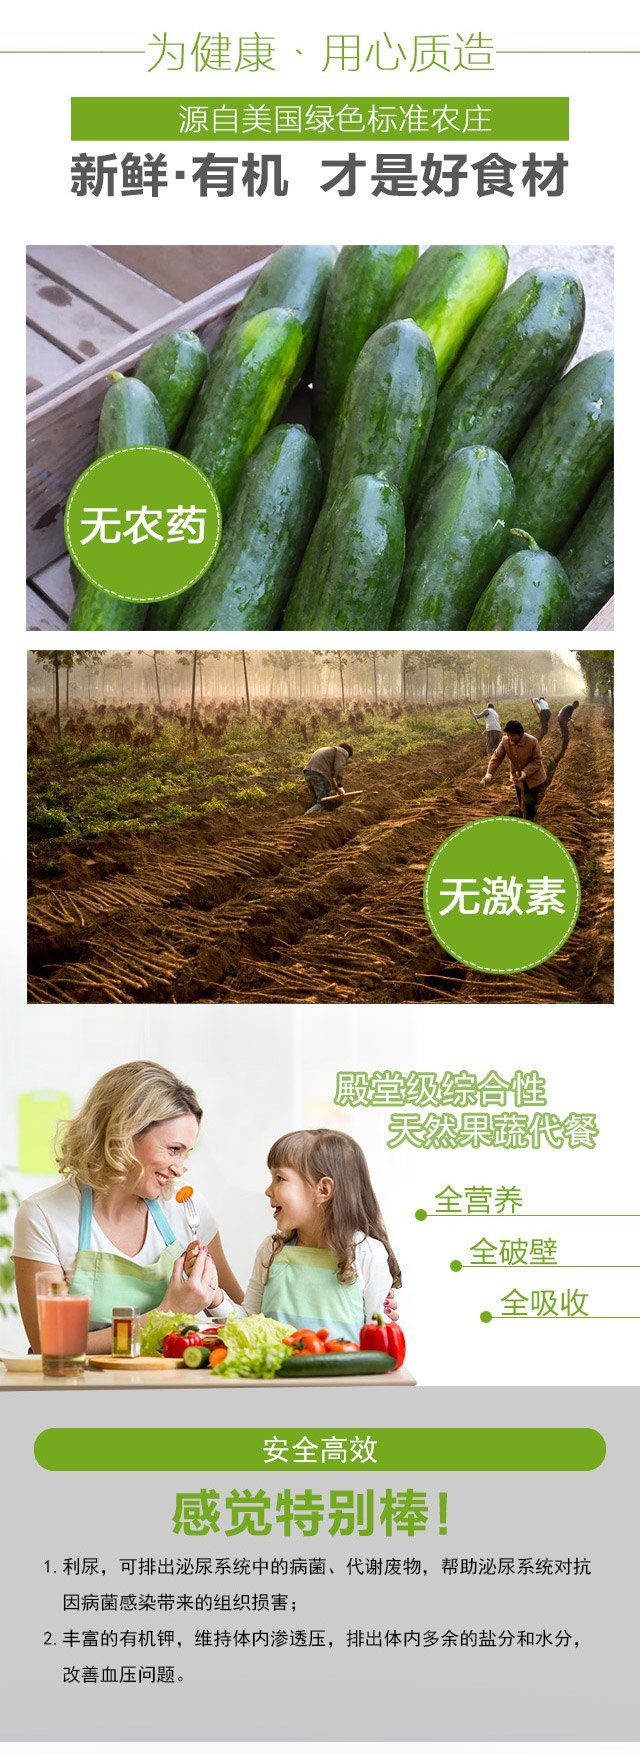 为健康、用心质造
源自美国绿色标准农庄
新鲜·有机 才是好食材
无农药
无激素
殿堂级综合性
天然果蔬代餐
全营养
全破壁
全吸收
安全高效
感觉特别棒！
1. 利尿，可排出泌尿系统中的病菌、代谢废物，帮助泌尿系统对抗
因病菌感染带来的组织损害；
2. 丰富的有机钾，维持体内渗透压，排出体内多余的盐分和水分，
改善血压问题。